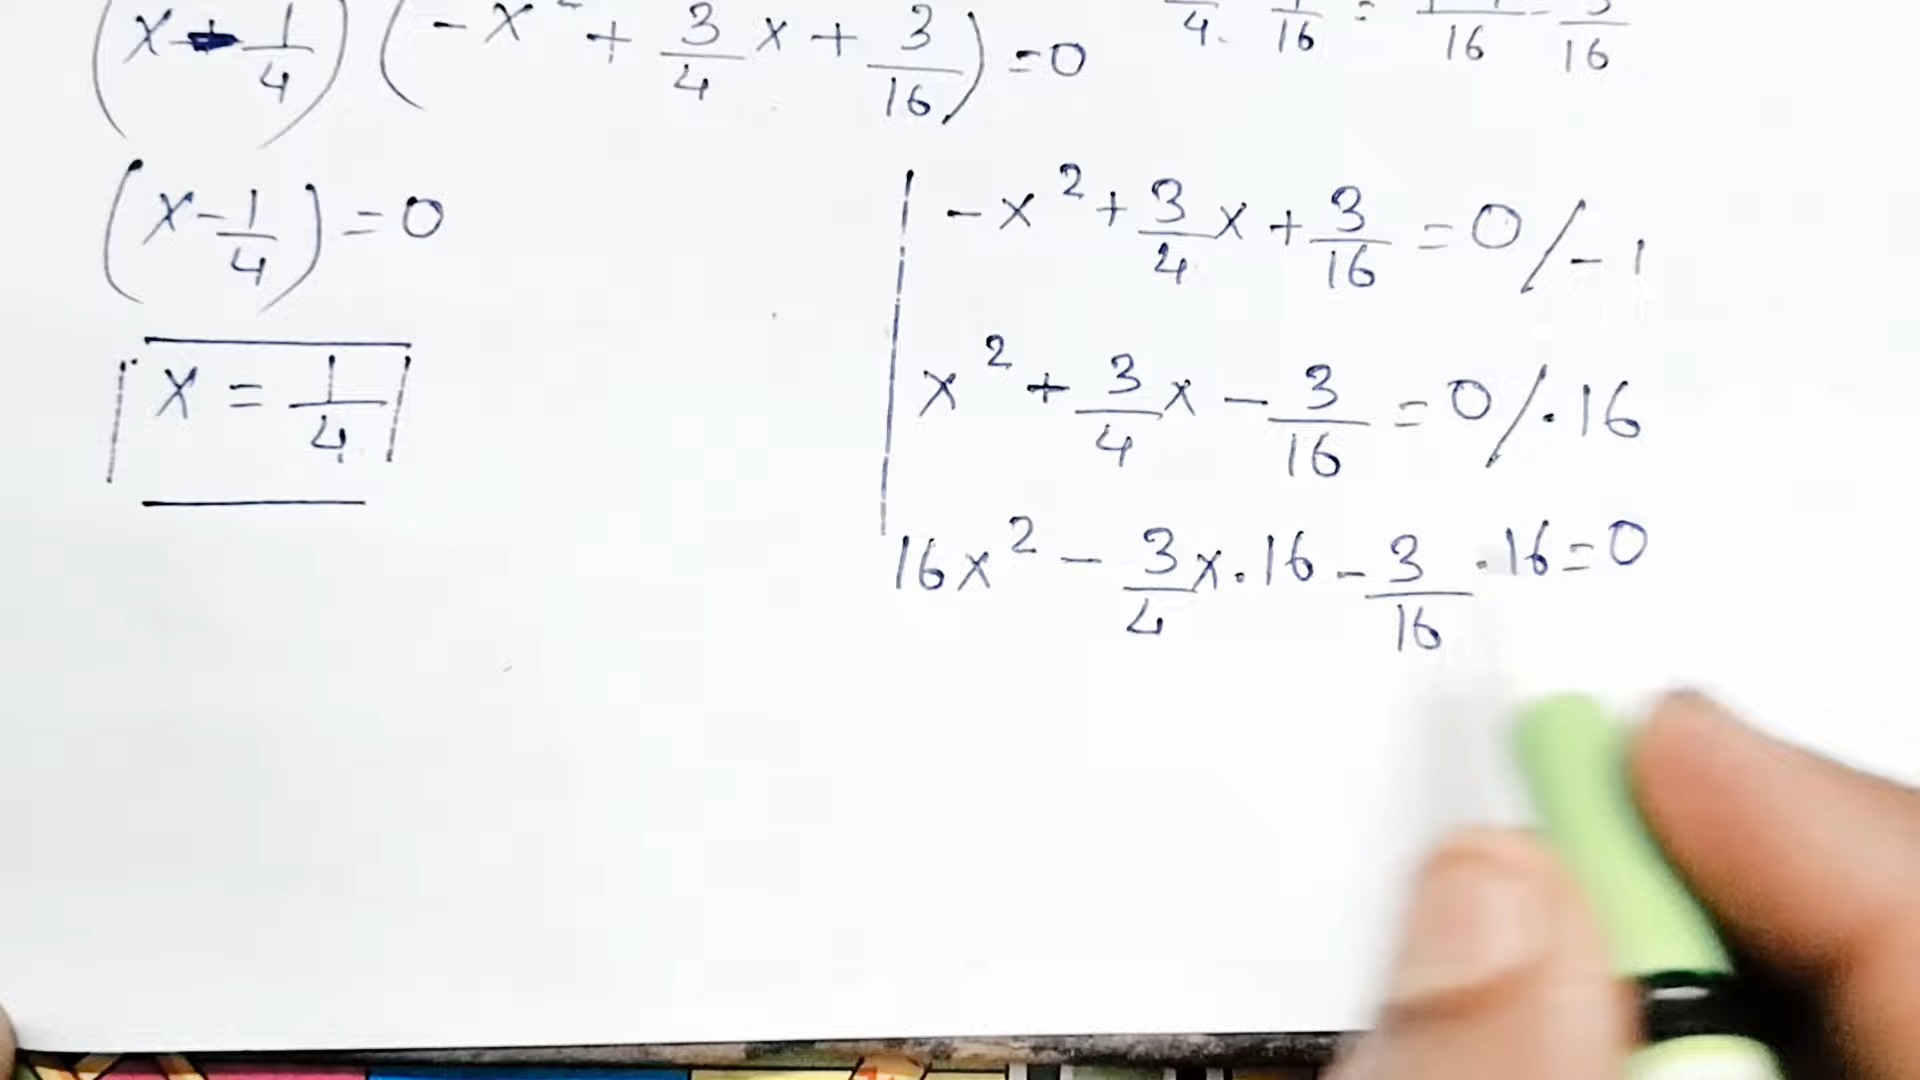 (x - 1/4) (-x² + 3/4 x + 3/16) = 0
(x - 1/4) = 0
x = 1/4
-x² + 3/4 x + 3/16 = 0 / -1
x² + 3/4 x - 3/16 = 0 / · 16
16x² - 3/4 x · 16 - 3/16 · 16 = 0